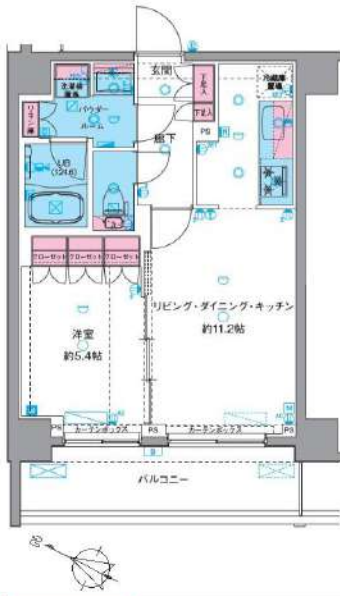 玄関
洗濯機
置場
冷蔵庫
置場
下足入
下足入
パウダー
ルーム
リネン庫
廊下
PS
UB
(1216)
クローゼット
クローゼット
クローゼット
リビング・ダイニング・キッチン
約11.2帖
洋室
約5.4帖
PS
カーテンボックス
PS
カーテンボックス
PS
バルコニー